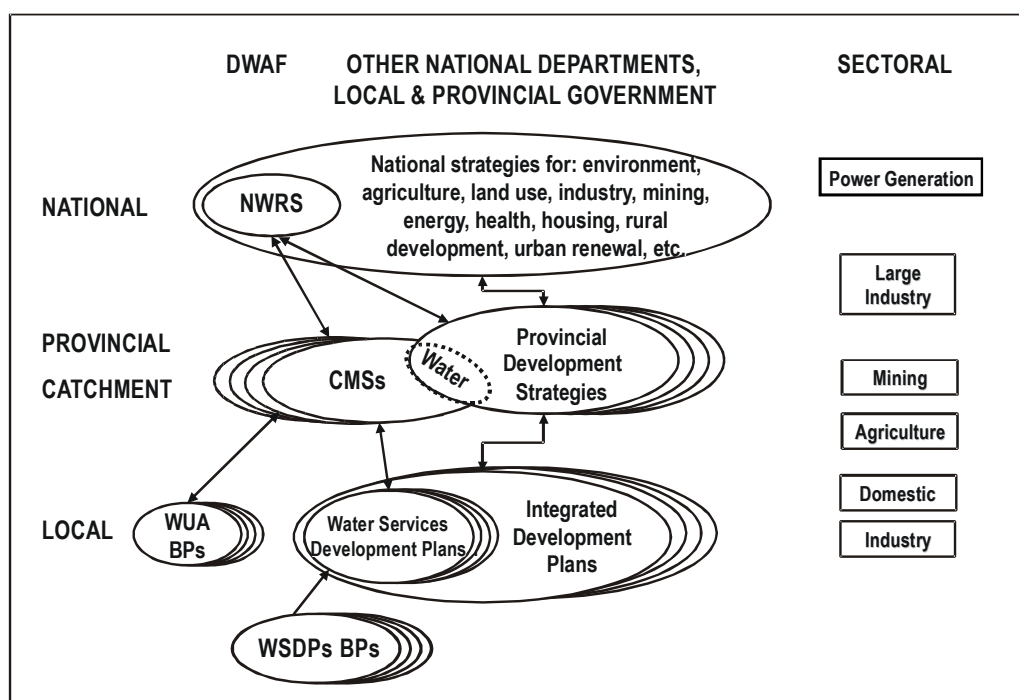 DWAF
OTHER NATIONAL DEPARTMENTS,
LOCAL & PROVINCIAL GOVERNMENT
SECTORAL
NATIONAL
NWRS
National strategies for: environment,
agriculture, land use, industry, mining,
energy, health, housing, rural
development, urban renewal, etc.
Power Generation
Large
Industry
PROVINCIAL
CATCHMENT
CMSs
Water
Provincial
Development
Strategies
Mining
Agriculture
LOCAL
WUA
BPs
Water Services
Development Plans
Integrated
Development
Plans
Domestic
Industry
WSDPs BPs